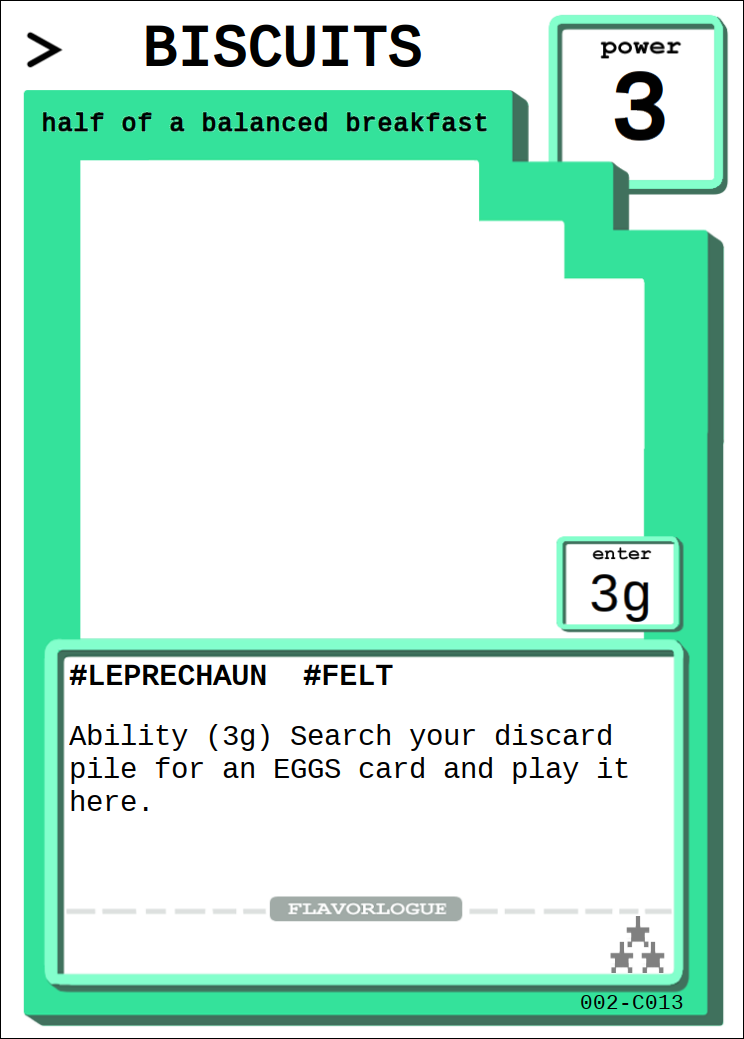 > BISCUITS
power
3
half of a balanced breakfast
enter
3g
#LEPRECHAUN #FELT
Ability (3g) Search your discard
pile for an EGGS card and play it
here.
FLAVORLOGUE
002-C013